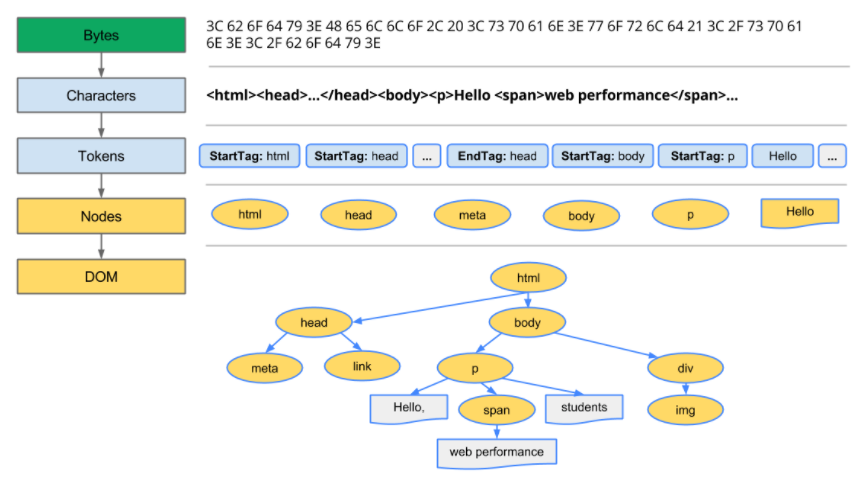 Bytes
3C 62 6F 64 79 3E 48 65 6C 6C 6F 2C 20 3C 73 70 61 6E 3E 77 6F 72 6C 64 21 3C 2F 73 70 61
6E 3E 3C 2F 62 6F 64 79 3E
Characters
<html><head>...</head><body><p>Hello <span>web performance</span>...
Tokens
StartTag: html StartTag: head ... EndTag: head StartTag: body StartTag: p Hello ...
Nodes
html head meta body p Hello
DOM
html
head body
meta link p div
Hello, span students img
web performance